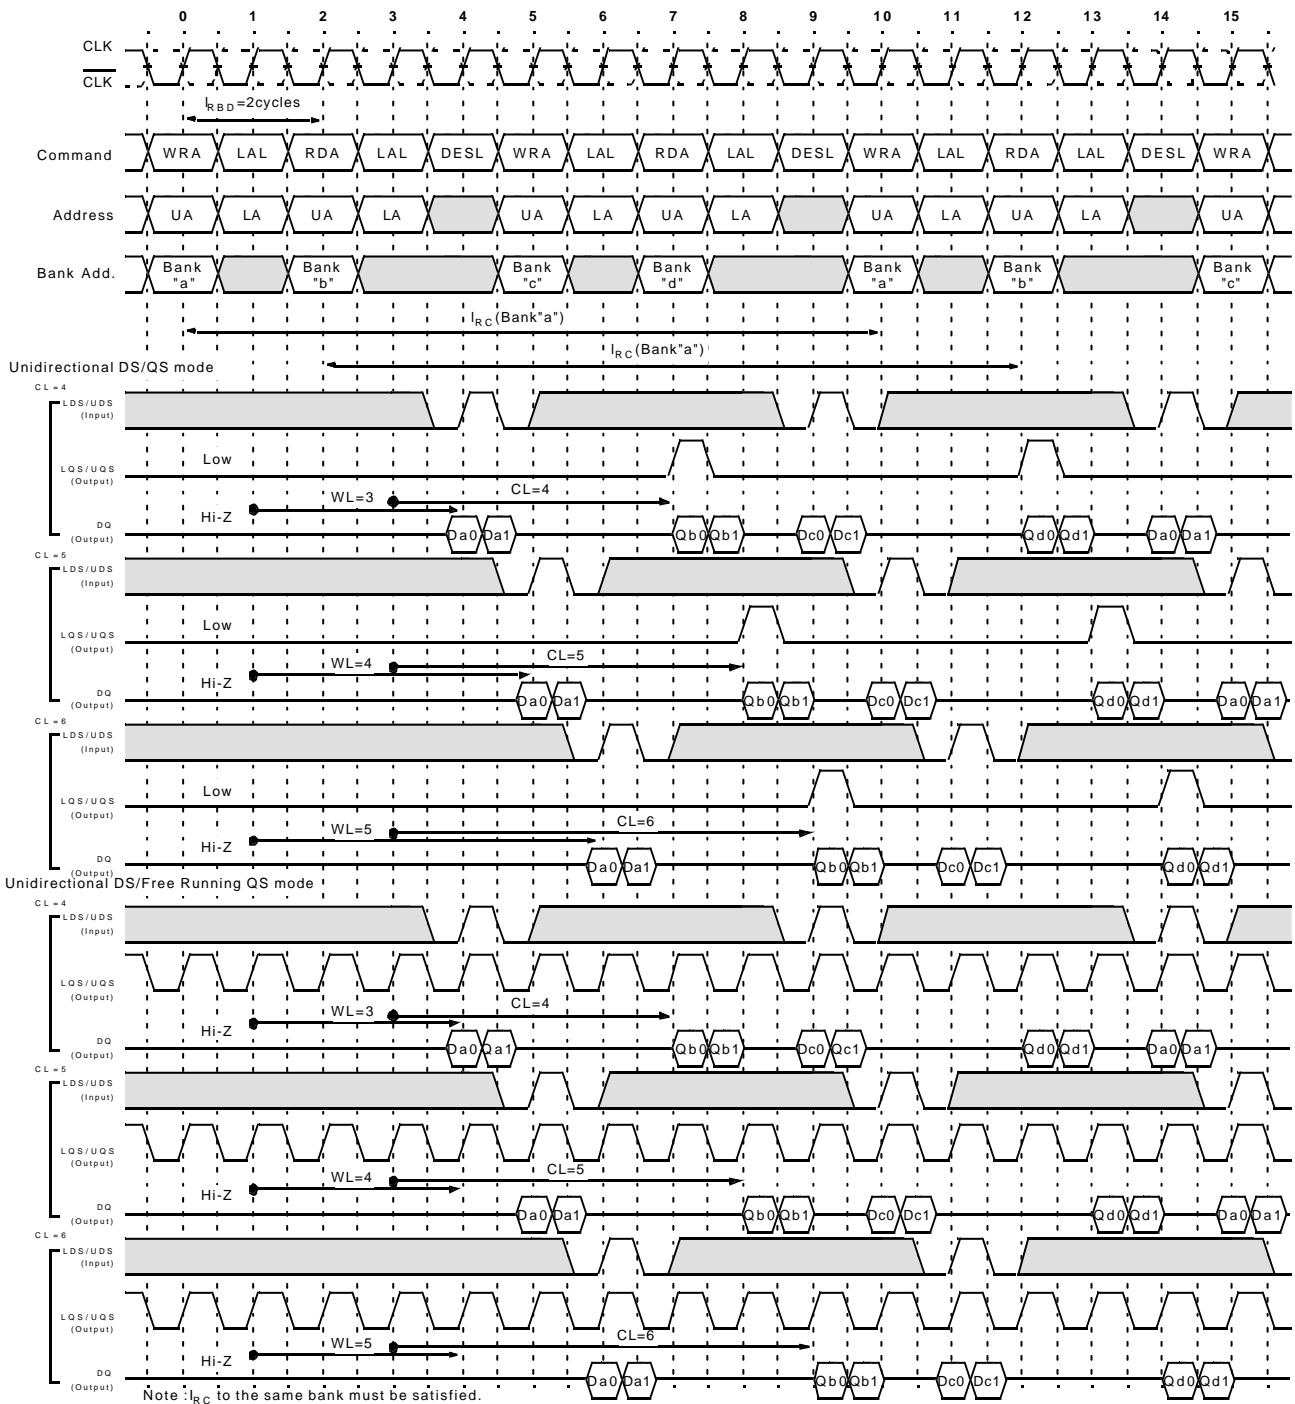 0 1 2 3 4 5 6 7 8 9 10 11 12 13 14 15
CLK
CLK
IRBD=2cycles
Command WRA LAL RDA LAL DESL WRA LAL RDA LAL DESL WRA LAL RDA LAL DESL WRA
Address UA LA UA LA UA LA UA LA UA LA UA LA UA
Bank Add. Bank "a" Bank "b" Bank "c" Bank "d" Bank "a" Bank "b" Bank "c"
IRC(Bank"a")
IRC(Bank"a")
Unidirectional DS/QS mode
CL=4
LDS/UDS
(Input)
Low
LQS/UQS
(Output)
WL=3 CL=4
Hi-Z
DQ
(Output)
Da0 Da1 Qb0 Qb1 Dc0 Dc1 Qd0 Qd1 Da0 Da1
CL=5
LDS/UDS
(Input)
Low
LQS/UQS
(Output)
WL=4 CL=5
Hi-Z
DQ
(Output)
Da0 Da1 Qb0 Qb1 Dc0 Dc1 Qd0 Qd1 Da0 Da1
CL=6
LDS/UDS
(Input)
Low
LQS/UQS
(Output)
WL=5 CL=6
Hi-Z
DQ
(Output)
Da0 Da1 Qb0 Qb1 Dc0 Dc1 Qd0 Qd1
Unidirectional DS/Free Running QS mode
CL=4
LDS/UDS
(Input)
LQS/UQS
(Output)
WL=3 CL=4
Hi-Z
DQ
(Output)
Da0 Qa1 Qb0 Qb1 Dc0 Qc1 Qd0 Qd1 Da0 Da1
CL=5
LDS/UDS
(Input)
LQS/UQS
(Output)
WL=4 CL=5
Hi-Z
DQ
(Output)
Da0 Da1 Qb0 Qb1 Dc0 Dc1 Qd0 Qd1 Da0 Da1
CL=6
LDS/UDS
(Input)
LQS/UQS
(Output)
WL=5 CL=6
Hi-Z
DQ
(Output)
Da0 Da1 Qb0 Qb1 Dc0 Dc1 Qd0 Qd1
Note :IRC to the same bank must be satisfied.